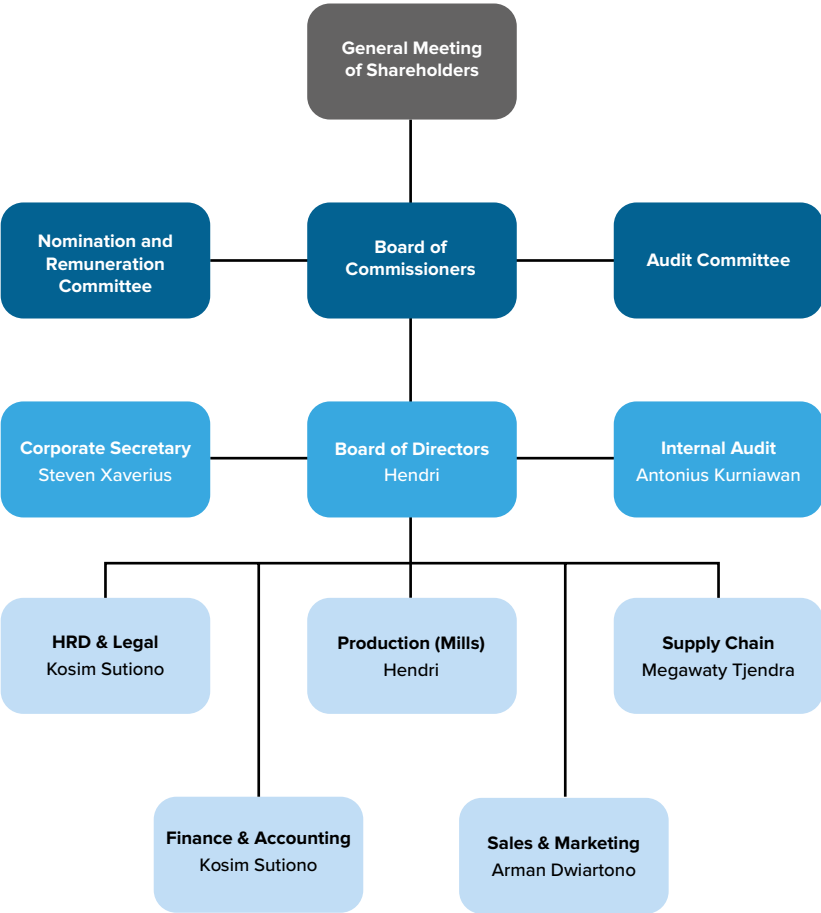 General Meeting
of Shareholders
Nomination and
Remuneration
Committee
Board of
Commissioners
Audit Committee
Corporate Secretary
Steven Xaverius
Board of Directors
Hendri
Internal Audit
Antonius Kurniawan
HRD & Legal
Kosim Sutiono
Production (Mills)
Hendri
Supply Chain
Megawaty Tjendra
Finance & Accounting
Kosim Sutiono
Sales & Marketing
Arman Dwiartono